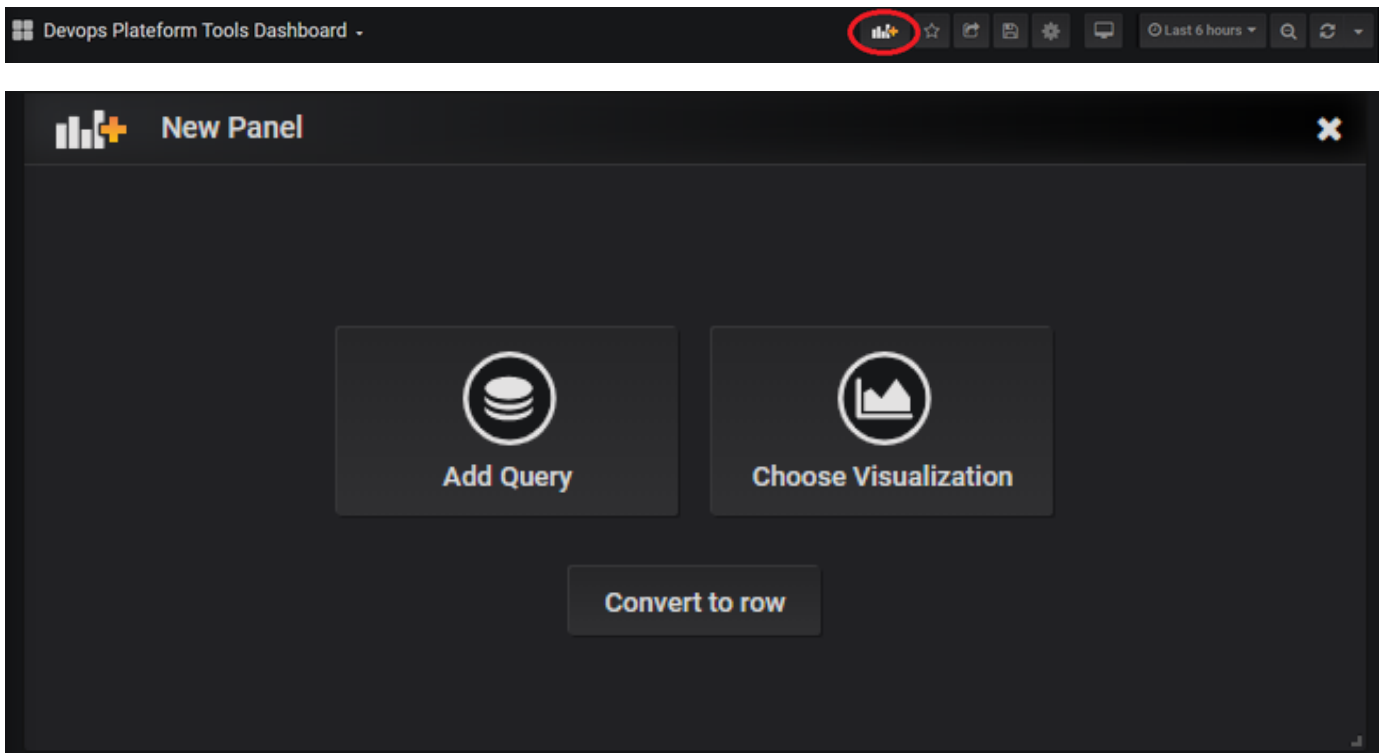 Devops Plateform Tools Dashboard
Last 6 hours
New Panel
Add Query
Choose Visualization
Convert to row